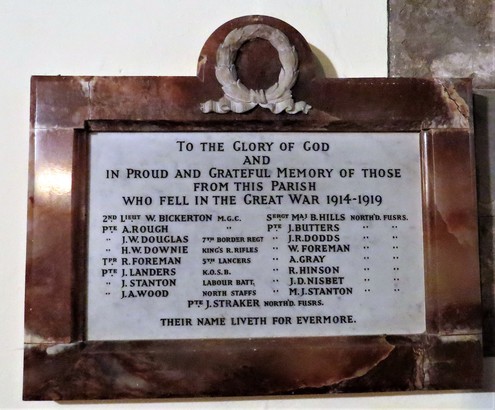 TO THE GLORY OF GOD
AND
IN PROUD AND GRATEFUL MEMORY OF THOSE
FROM THIS PARISH
WHO FELL IN THE GREAT WAR 1914-1919
2ND LIEUT W. BICKERTON M.G.C. SERGT MAJ B. HILLS NORTH'D. FUSRS.
PTE A. ROUGH " PTE J. BUTTERS " "
" J.W. DOUGLAS 7TH BORDER REGT " J.R. DODDS " "
" H.W. DOWNIE KING'S R. RIFLES " W. FOREMAN " "
TPR R. FOREMAN 5TH LANCERS " A. GRAY " "
PTE J. LANDERS K.O.S.B. " R. HINSON " "
" J. STANTON LABOUR BATT. " J.D. NISBET " "
" J.A. WOOD NORTH STAFFS " M.J. STANTON " "
PTE J. STRAKER NORTH'D. FUSRS.
THEIR NAME LIVETH FOR EVERMORE.